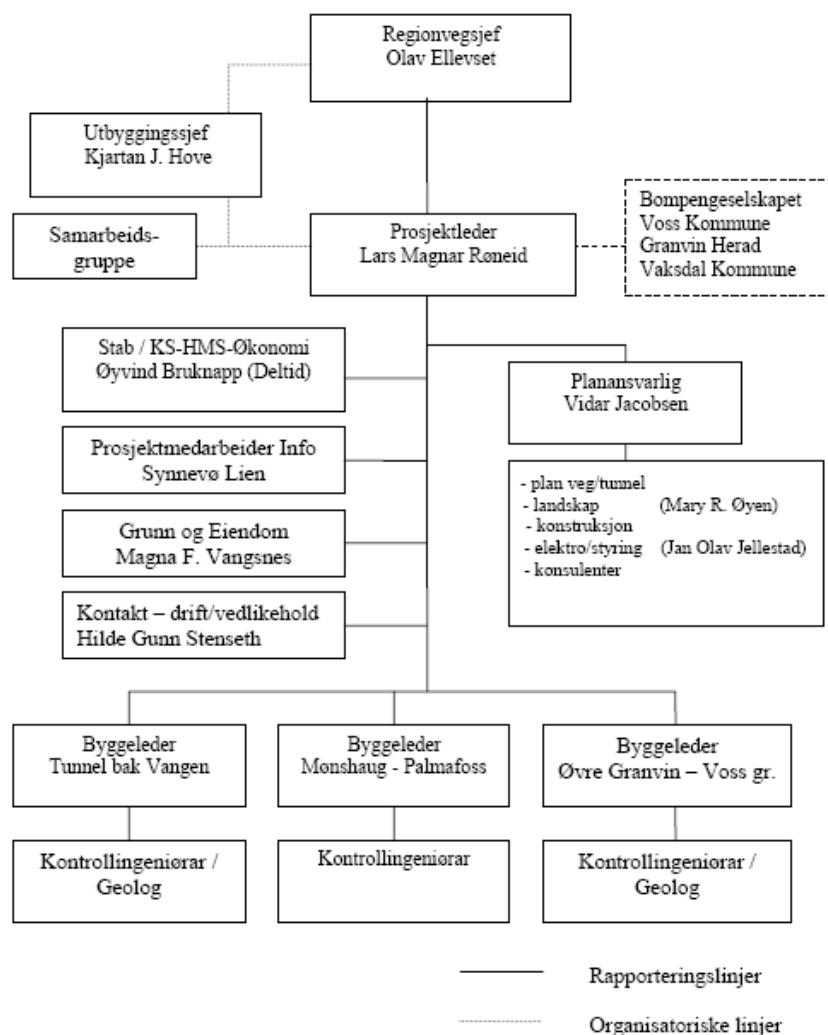 Regionvegsjef
Olav Ellevset
Utbyggingssjef
Kjartan J. Hove
Samarbeids-
gruppe
Prosjektleder
Lars Magnar Røneid
Bompengeselskapet
Voss Kommune
Granvin Herad
Vaksdal Kommune
Stab / KS-HMS-Økonomi
Øyvind Bruknapp (Deltid)
Planansvarlig
Vidar Jacobsen
Prosjektmedarbeider Info
Synnevø Lien
- plan veg/tunnel
- landskap (Mary R. Øyen)
- konstruksjon
- elektro/styring (Jan Olav Jellestad)
- konsulenter
Grunn og Eiendom
Magna F. Vangsnes
Kontakt – drift/vedlikehold
Hilde Gunn Stenseth
Byggeleder
Tunnel bak Vangen
Byggeleder
Mønshaug - Palmafoss
Byggeleder
Øvre Granvin – Voss gr.
Kontrollingeniørar /
Geolog
Kontrollingeniørar
Kontrollingeniørar /
Geolog
Rapporteringslinjer
Organisatoriske linjer